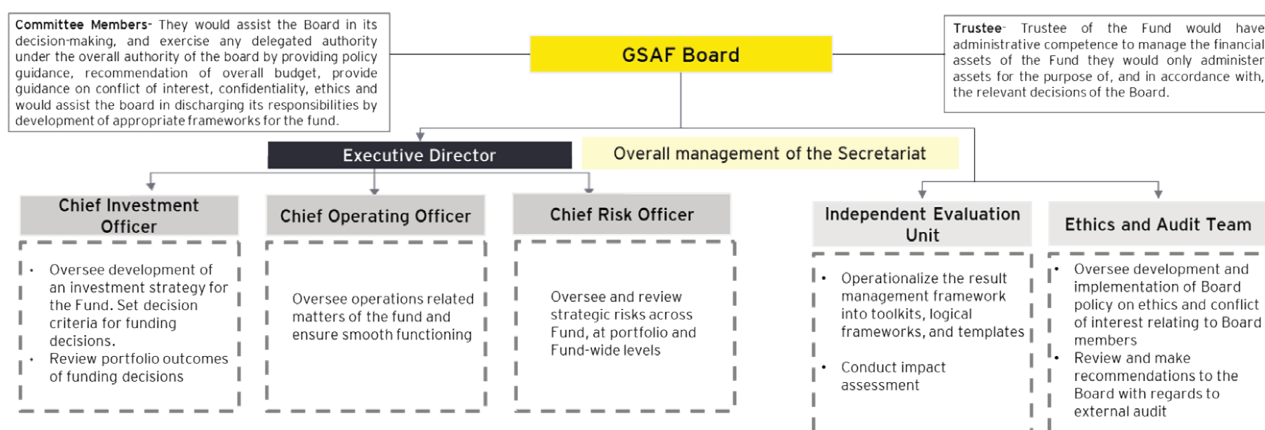 Committee Members- They would assist the Board in its
decision-making, and exercise any delegated authority
under the overall authority of the board by providing policy
guidance, recommendation of overall budget, provide
guidance on conflict of interest, confidentiality, ethics and
would assist the board in discharging its responsibilities by
development of appropriate frameworks for the fund.
GSAF Board
Trustee- Trustee of the Fund would have
administrative competence to manage the financial
assets of the Fund they would only administer
assets for the purpose of, and in accordance with,
the relevant decisions of the Board.
Executive Director
Overall management of the Secretariat
Chief Investment
Officer
• Oversee development of
an investment strategy for
the Fund. Set decision
criteria for funding
decisions.
• Review portfolio outcomes
of funding decisions
Chief Operating Officer
Oversee operations related
matters of the fund and
ensure smooth functioning
Chief Risk Officer
Oversee and review
strategic risks across
Fund, at portfolio and
Fund-wide levels
Independent Evaluation
Unit
• Operationalize the result
management framework
into toolkits, logical
frameworks, and templates
• Conduct impact
assessment
Ethics and Audit Team
• Oversee development and
implementation of Board
policy on ethics and conflict
of interest relating to Board
members
• Review and make
recommendations to the
Board with regards to
external audit